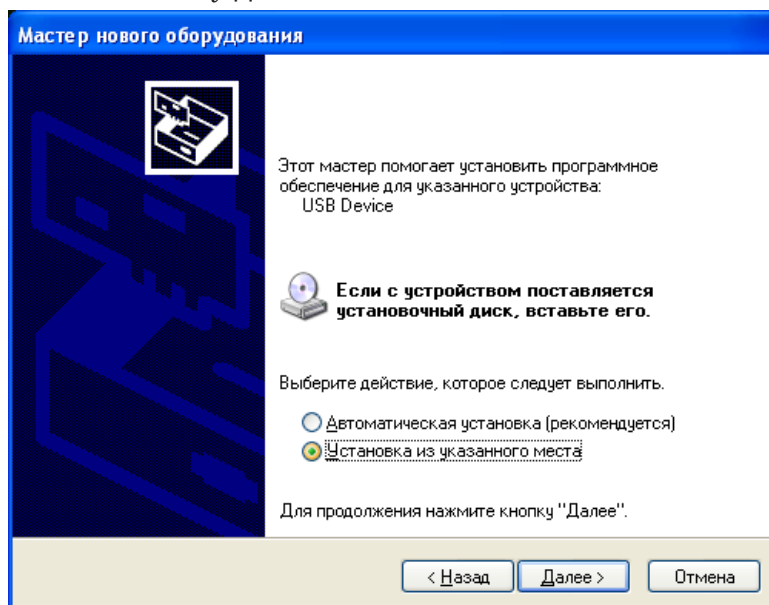 Мастер нового оборудования
Этот мастер помогает установить программное
обеспечение для указанного устройства:
USB Device
Если с устройством поставляется
установочный диск, вставьте его.
Выберите действие, которое следует выполнить.
Автоматическая установка (рекомендуется)
Установка из указанного места
Для продолжения нажмите кнопку "Далее".
< Назад
Далее >
Отмена